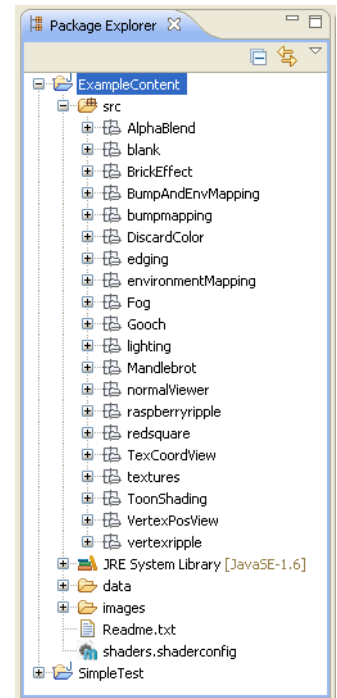 Package Explorer
ExampleContent
src
AlphaBlend
blank
BrickEffect
BumpAndEnvMapping
bumpmapping
DiscardColor
edging
environmentMapping
Fog
Gooch
lighting
Mandlebrot
normalViewer
raspberryripple
redsquare
TexCoordView
textures
ToonShading
VertexPosView
vertexripple
JRE System Library [JavaSE-1.6]
data
images
Readme.txt
shaders.shaderconfig
SimpleTest